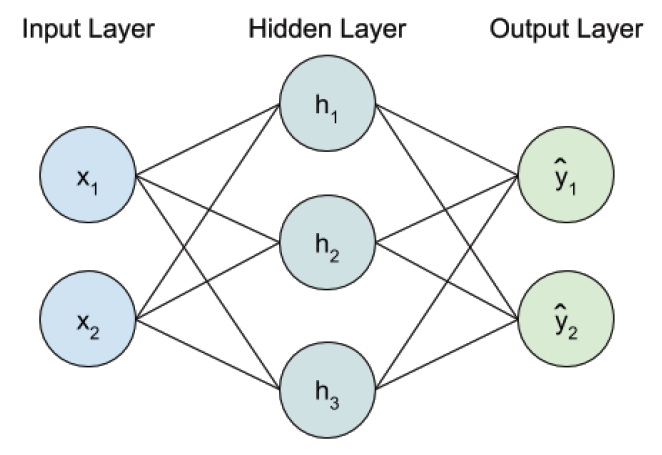 Input Layer
Hidden Layer
Output Layer
h₁
x₁
ŷ₁
h₂
x₂
ŷ₂
h₃